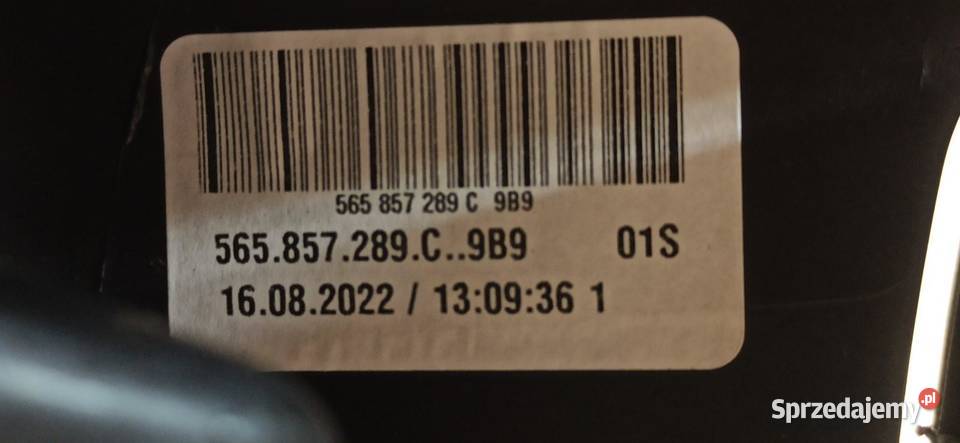 565 857 289 C 9B9
565.857.289.C..9B9 01S
16.08.2022 / 13:09:36 1
Sprzedajemy.pl